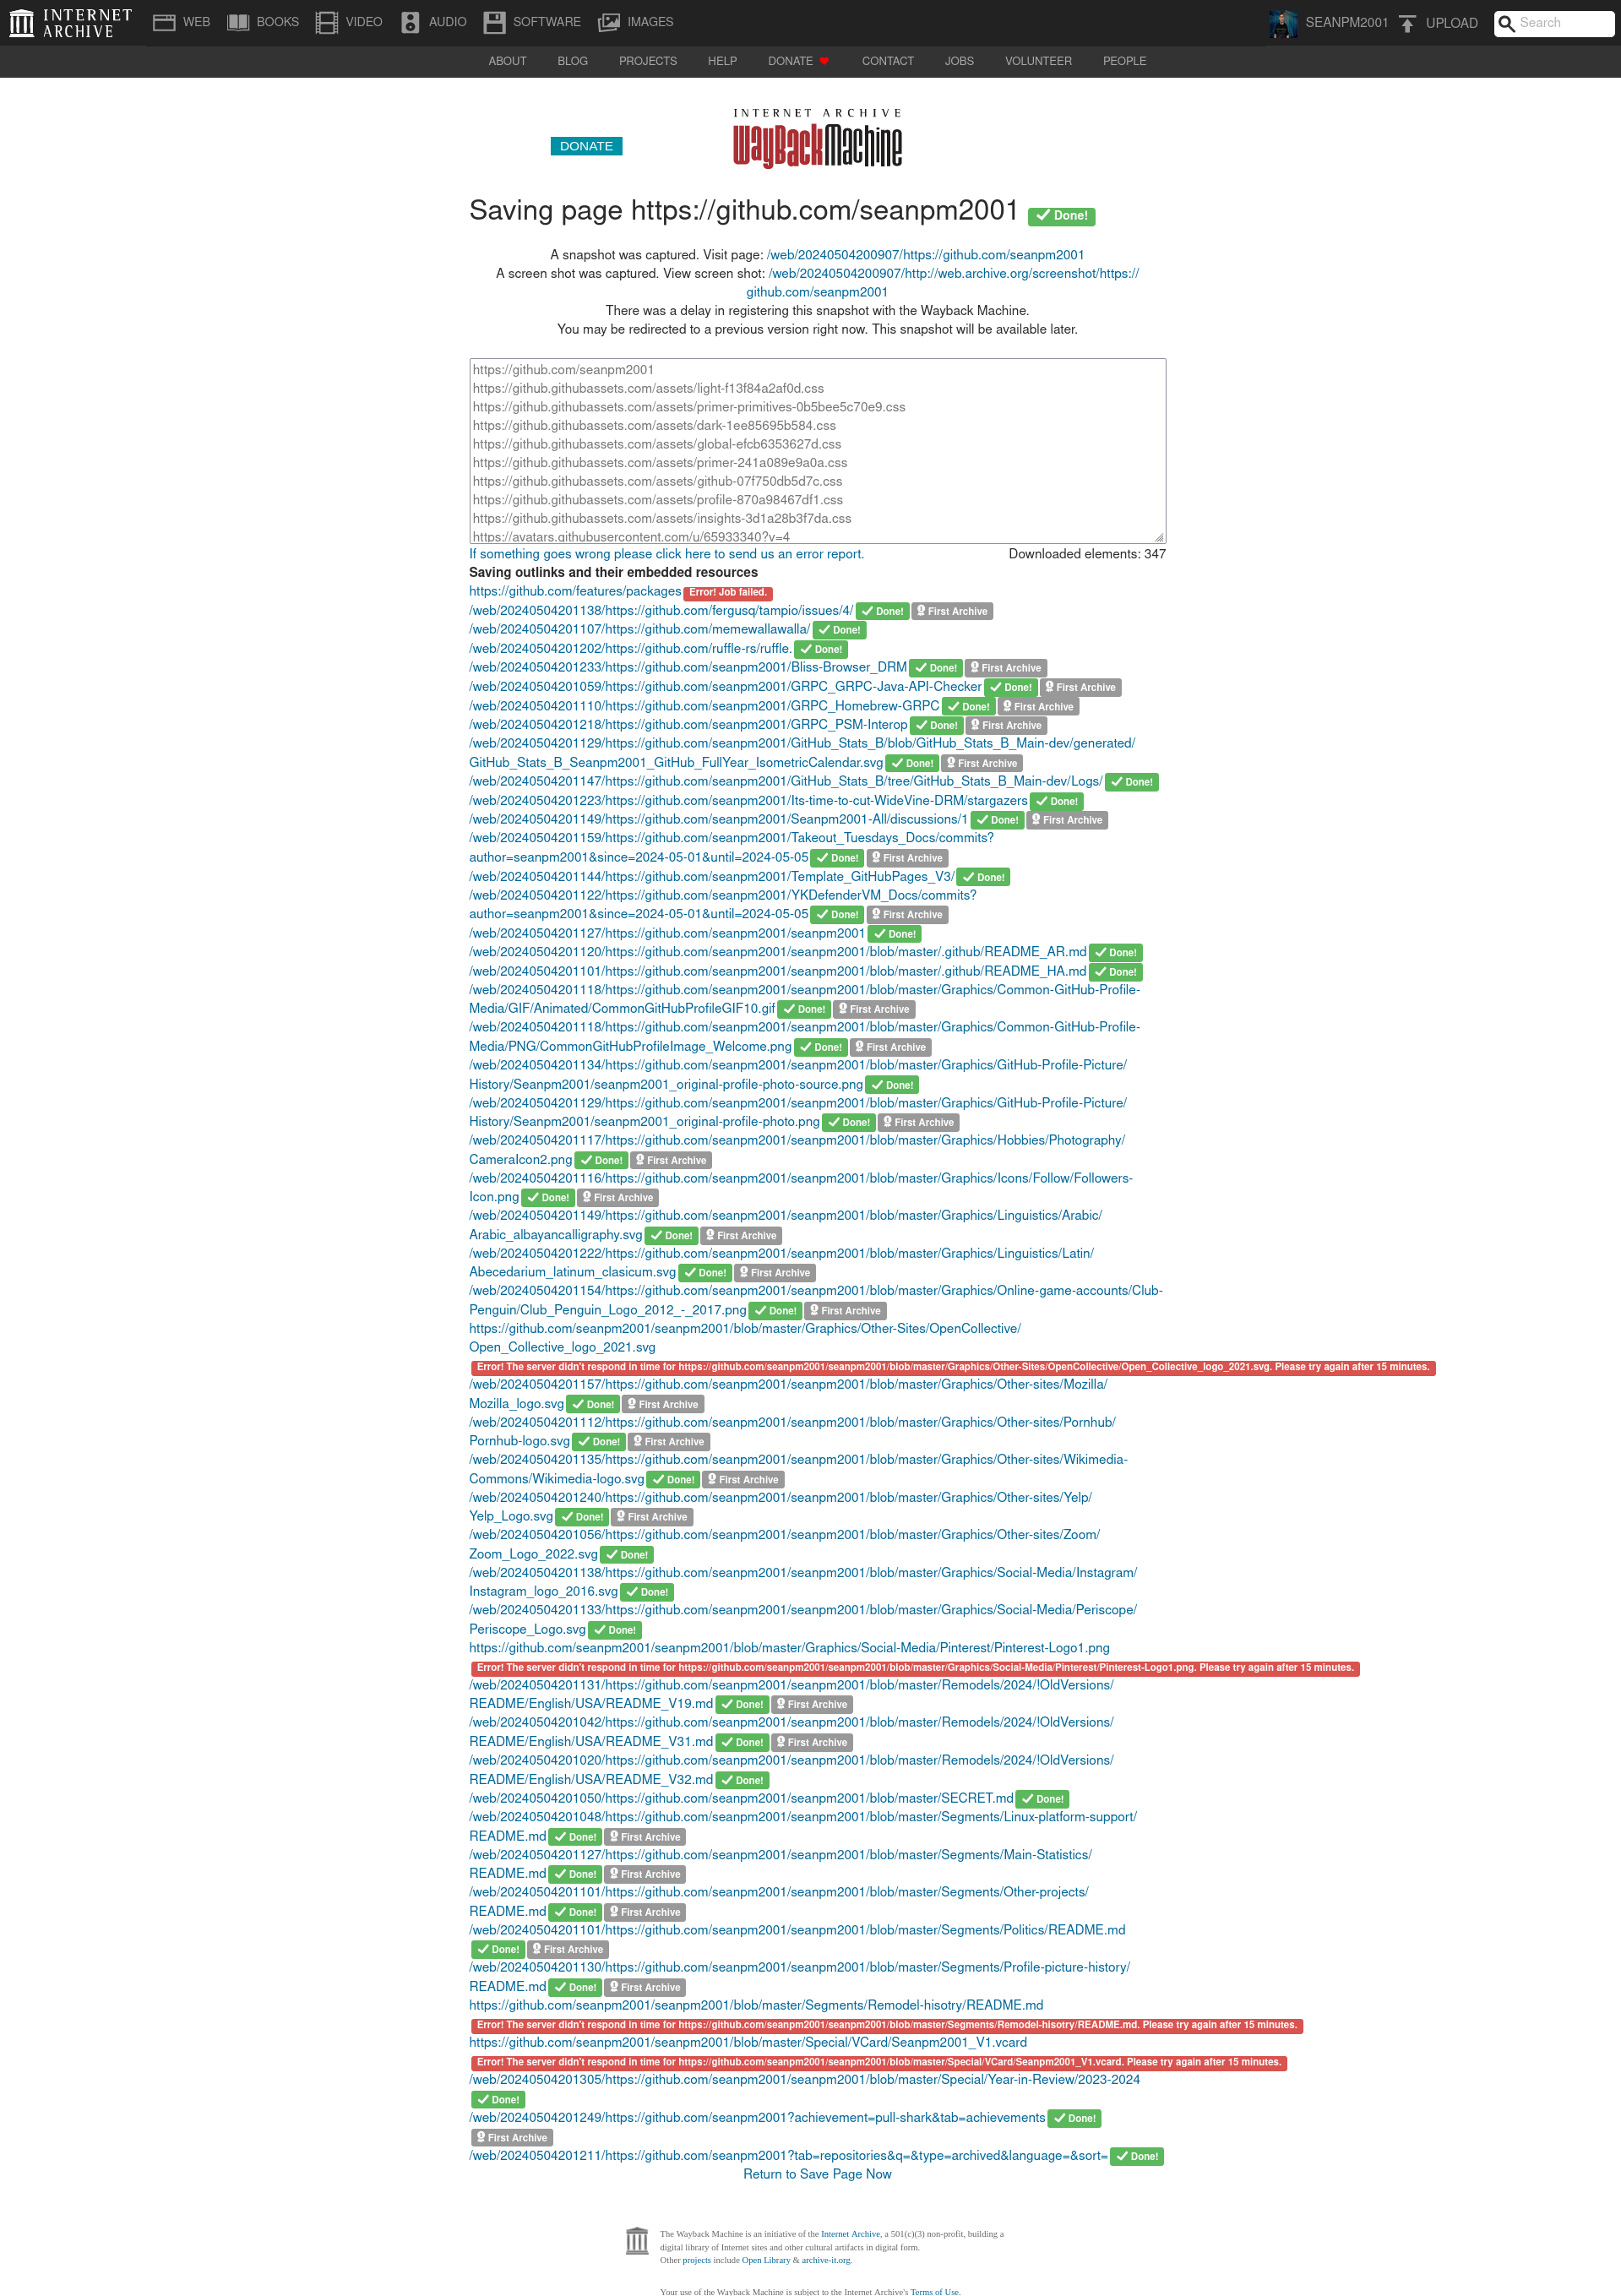 INTERNET ARCHIVE
WEB BOOKS VIDEO AUDIO SOFTWARE IMAGES SEANPM2001 UPLOAD Search
ABOUT BLOG PROJECTS HELP DONATE CONTACT JOBS VOLUNTEER PEOPLE
INTERNET ARCHIVE
WayBackMachine
DONATE
Saving page https://github.com/seanpm2001 Done!
A snapshot was captured. Visit page: /web/20240504200907/https://github.com/seanpm2001
A screen shot was captured. View screen shot: /web/20240504200907/http://web.archive.org/screenshot/https://
github.com/seanpm2001
There was a delay in registering this snapshot with the Wayback Machine.
You may be redirected to a previous version right now. This snapshot will be available later.
https://github.com/seanpm2001
https://github.githubassets.com/assets/light-f13f84a2af0d.css
https://github.githubassets.com/assets/primer-primitives-0b5bee5c70e9.css
https://github.githubassets.com/assets/dark-1ee85695b584.css
https://github.githubassets.com/assets/global-efcb6353627d.css
https://github.githubassets.com/assets/primer-241a089e9a0a.css
https://github.githubassets.com/assets/github-07f750db5d7c.css
https://github.githubassets.com/assets/profile-870a98467df1.css
https://github.githubassets.com/assets/insights-3d1a28b3f7da.css
https://avatars.githubusercontent.com/u/65933340?v=4
If something goes wrong please click here to send us an error report. Downloaded elements: 347
Saving outlinks and their embedded resources
https://github.com/features/packages Error! Job failed.
/web/20240504201138/https://github.com/fergusq/tampio/issues/4/ Done! First Archive
/web/20240504201107/https://github.com/memewallawalla/ Done!
/web/20240504201202/https://github.com/ruffle-rs/ruffle. Done!
/web/20240504201233/https://github.com/seanpm2001/Bliss-Browser_DRM Done! First Archive
/web/20240504201059/https://github.com/seanpm2001/GRPC_GRPC-Java-API-Checker Done! First Archive
/web/20240504201110/https://github.com/seanpm2001/GRPC_Homebrew-GRPC Done! First Archive
/web/20240504201218/https://github.com/seanpm2001/GRPC_PSM-Interop Done! First Archive
/web/20240504201129/https://github.com/seanpm2001/GitHub_Stats_B/blob/GitHub_Stats_B_Main-dev/generated/
GitHub_Stats_B_Seanpm2001_GitHub_FullYear_IsometricCalendar.svg Done! First Archive
/web/20240504201147/https://github.com/seanpm2001/GitHub_Stats_B/tree/GitHub_Stats_B_Main-dev/Logs/ Done!
/web/20240504201223/https://github.com/seanpm2001/Its-time-to-cut-WideVine-DRM/stargazers Done!
/web/20240504201149/https://github.com/seanpm2001/Seanpm2001-All/discussions/1 Done! First Archive
/web/20240504201159/https://github.com/seanpm2001/Takeout_Tuesdays_Docs/commits?
author=seanpm2001&since=2024-05-01&until=2024-05-05 Done! First Archive
/web/20240504201144/https://github.com/seanpm2001/Template_GitHubPages_V3/ Done!
/web/20240504201122/https://github.com/seanpm2001/YKDefenderVM_Docs/commits?
author=seanpm2001&since=2024-05-01&until=2024-05-05 Done! First Archive
/web/20240504201127/https://github.com/seanpm2001/seanpm2001 Done!
/web/20240504201120/https://github.com/seanpm2001/seanpm2001/blob/master/.github/README_AR.md Done!
/web/20240504201101/https://github.com/seanpm2001/seanpm2001/blob/master/.github/README_HA.md Done!
/web/20240504201118/https://github.com/seanpm2001/seanpm2001/blob/master/Graphics/Common-GitHub-Profile-
Media/GIF/Animated/CommonGitHubProfileGIF10.gif Done! First Archive
/web/20240504201118/https://github.com/seanpm2001/seanpm2001/blob/master/Graphics/Common-GitHub-Profile-
Media/PNG/CommonGitHubProfileImage_Welcome.png Done! First Archive
/web/20240504201134/https://github.com/seanpm2001/seanpm2001/blob/master/Graphics/GitHub-Profile-Picture/
History/Seanpm2001/seanpm2001_original-profile-photo-source.png Done!
/web/20240504201129/https://github.com/seanpm2001/seanpm2001/blob/master/Graphics/GitHub-Profile-Picture/
History/Seanpm2001/seanpm2001_original-profile-photo.png Done! First Archive
/web/20240504201117/https://github.com/seanpm2001/seanpm2001/blob/master/Graphics/Hobbies/Photography/
CameraIcon2.png Done! First Archive
/web/20240504201116/https://github.com/seanpm2001/seanpm2001/blob/master/Graphics/Icons/Follow/Followers-
Icon.png Done! First Archive
/web/20240504201149/https://github.com/seanpm2001/seanpm2001/blob/master/Graphics/Linguistics/Arabic/
Arabic_albayancalligraphy.svg Done! First Archive
/web/20240504201222/https://github.com/seanpm2001/seanpm2001/blob/master/Graphics/Linguistics/Latin/
Abecedarium_latinum_clasicum.svg Done! First Archive
/web/20240504201154/https://github.com/seanpm2001/seanpm2001/blob/master/Graphics/Online-game-accounts/Club-
Penguin/Club_Penguin_Logo_2012_-_2017.png Done! First Archive
https://github.com/seanpm2001/seanpm2001/blob/master/Graphics/Other-Sites/OpenCollective/
Open_Collective_logo_2021.svg
Error! The server didn't respond in time for https://github.com/seanpm2001/seanpm2001/blob/master/Graphics/Other-Sites/OpenCollective/Open_Collective_logo_2021.svg. Please try again after 15 minutes.
/web/20240504201157/https://github.com/seanpm2001/seanpm2001/blob/master/Graphics/Other-sites/Mozilla/
Mozilla_logo.svg Done! First Archive
/web/20240504201112/https://github.com/seanpm2001/seanpm2001/blob/master/Graphics/Other-sites/Pornhub/
Pornhub-logo.svg Done! First Archive
/web/20240504201135/https://github.com/seanpm2001/seanpm2001/blob/master/Graphics/Other-sites/Wikimedia-
Commons/Wikimedia-logo.svg Done! First Archive
/web/20240504201240/https://github.com/seanpm2001/seanpm2001/blob/master/Graphics/Other-sites/Yelp/
Yelp_Logo.svg Done! First Archive
/web/20240504201056/https://github.com/seanpm2001/seanpm2001/blob/master/Graphics/Other-sites/Zoom/
Zoom_Logo_2022.svg Done!
/web/20240504201138/https://github.com/seanpm2001/seanpm2001/blob/master/Graphics/Social-Media/Instagram/
Instagram_logo_2016.svg Done!
/web/20240504201133/https://github.com/seanpm2001/seanpm2001/blob/master/Graphics/Social-Media/Periscope/
Periscope_Logo.svg Done!
https://github.com/seanpm2001/seanpm2001/blob/master/Graphics/Social-Media/Pinterest/Pinterest-Logo1.png
Error! The server didn't respond in time for https://github.com/seanpm2001/seanpm2001/blob/master/Graphics/Social-Media/Pinterest/Pinterest-Logo1.png. Please try again after 15 minutes.
/web/20240504201131/https://github.com/seanpm2001/seanpm2001/blob/master/Remodels/2024/!OldVersions/
README/English/USA/README_V19.md Done! First Archive
/web/20240504201042/https://github.com/seanpm2001/seanpm2001/blob/master/Remodels/2024/!OldVersions/
README/English/USA/README_V31.md Done! First Archive
/web/20240504201020/https://github.com/seanpm2001/seanpm2001/blob/master/Remodels/2024/!OldVersions/
README/English/USA/README_V32.md Done!
/web/20240504201050/https://github.com/seanpm2001/seanpm2001/blob/master/SECRET.md Done!
/web/20240504201048/https://github.com/seanpm2001/seanpm2001/blob/master/Segments/Linux-platform-support/
README.md Done! First Archive
/web/20240504201127/https://github.com/seanpm2001/seanpm2001/blob/master/Segments/Main-Statistics/
README.md Done! First Archive
/web/20240504201101/https://github.com/seanpm2001/seanpm2001/blob/master/Segments/Other-projects/
README.md Done! First Archive
/web/20240504201101/https://github.com/seanpm2001/seanpm2001/blob/master/Segments/Politics/README.md
Done! First Archive
/web/20240504201130/https://github.com/seanpm2001/seanpm2001/blob/master/Segments/Profile-picture-history/
README.md Done! First Archive
https://github.com/seanpm2001/seanpm2001/blob/master/Segments/Remodel-hisotry/README.md
Error! The server didn't respond in time for https://github.com/seanpm2001/seanpm2001/blob/master/Segments/Remodel-hisotry/README.md. Please try again after 15 minutes.
https://github.com/seanpm2001/seanpm2001/blob/master/Special/VCard/Seanpm2001_V1.vcard
Error! The server didn't respond in time for https://github.com/seanpm2001/seanpm2001/blob/master/Special/VCard/Seanpm2001_V1.vcard. Please try again after 15 minutes.
/web/20240504201305/https://github.com/seanpm2001/seanpm2001/blob/master/Special/Year-in-Review/2023-2024
Done!
/web/20240504201249/https://github.com/seanpm2001?achievement=pull-shark&tab=achievements Done!
First Archive
/web/20240504201211/https://github.com/seanpm2001?tab=repositories&q=&type=archived&language=&sort= Done!
Return to Save Page Now
The Wayback Machine is an initiative of the Internet Archive, a 501(c)(3) non-profit, building a
digital library of Internet sites and other cultural artifacts in digital form.
Other projects include Open Library & archive-it.org.
Your use of the Wayback Machine is subject to the Internet Archive's Terms of Use.